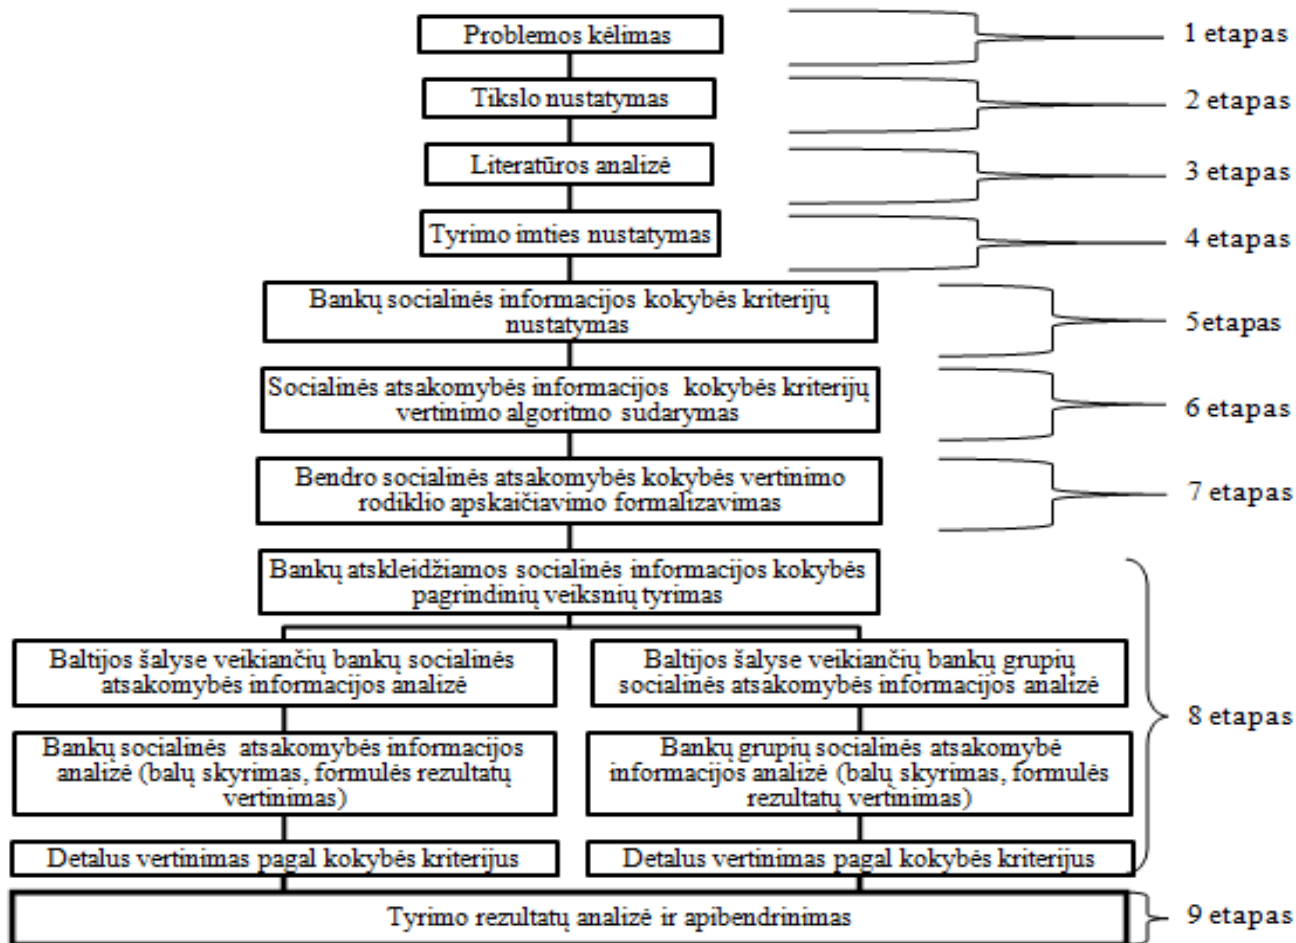 Problemos kėlimas
1 etapas
Tikslo nustatymas
2 etapas
Literatūros analizė
3 etapas
Tyrimo imties nustatymas
4 etapas
Bankų socialinės informacijos kokybės kriterijų
nustatymas
5 etapas
Socialinės atsakomybės informacijos kokybės kriterijų
vertinimo algoritmo sudarymas
6 etapas
Bendro socialinės atsakomybės kokybės vertinimo
rodiklio apskaičiavimo formalizavimas
7 etapas
Bankų atskleidžiamos socialinės informacijos kokybės
pagrindinių veiksnių tyrimas
Baltijos šalyse veikiančių bankų socialinės
atsakomybės informacijos analizė
Baltijos šalyse veikiančių bankų grupių
socialinės atsakomybės informacijos analizė
Bankų socialinės atsakomybės informacijos
analizė (balų skyrimas, formulės rezultatų
vertinimas)
Bankų grupių socialinės atsakomybė
informacijos analizė (balų skyrimas, formulės
rezultatų vertinimas)
8 etapas
Detalus vertinimas pagal kokybės kriterijus
Detalus vertinimas pagal kokybės kriterijus
Tyrimo rezultatų analizė ir apibendrinimas
9 etapas